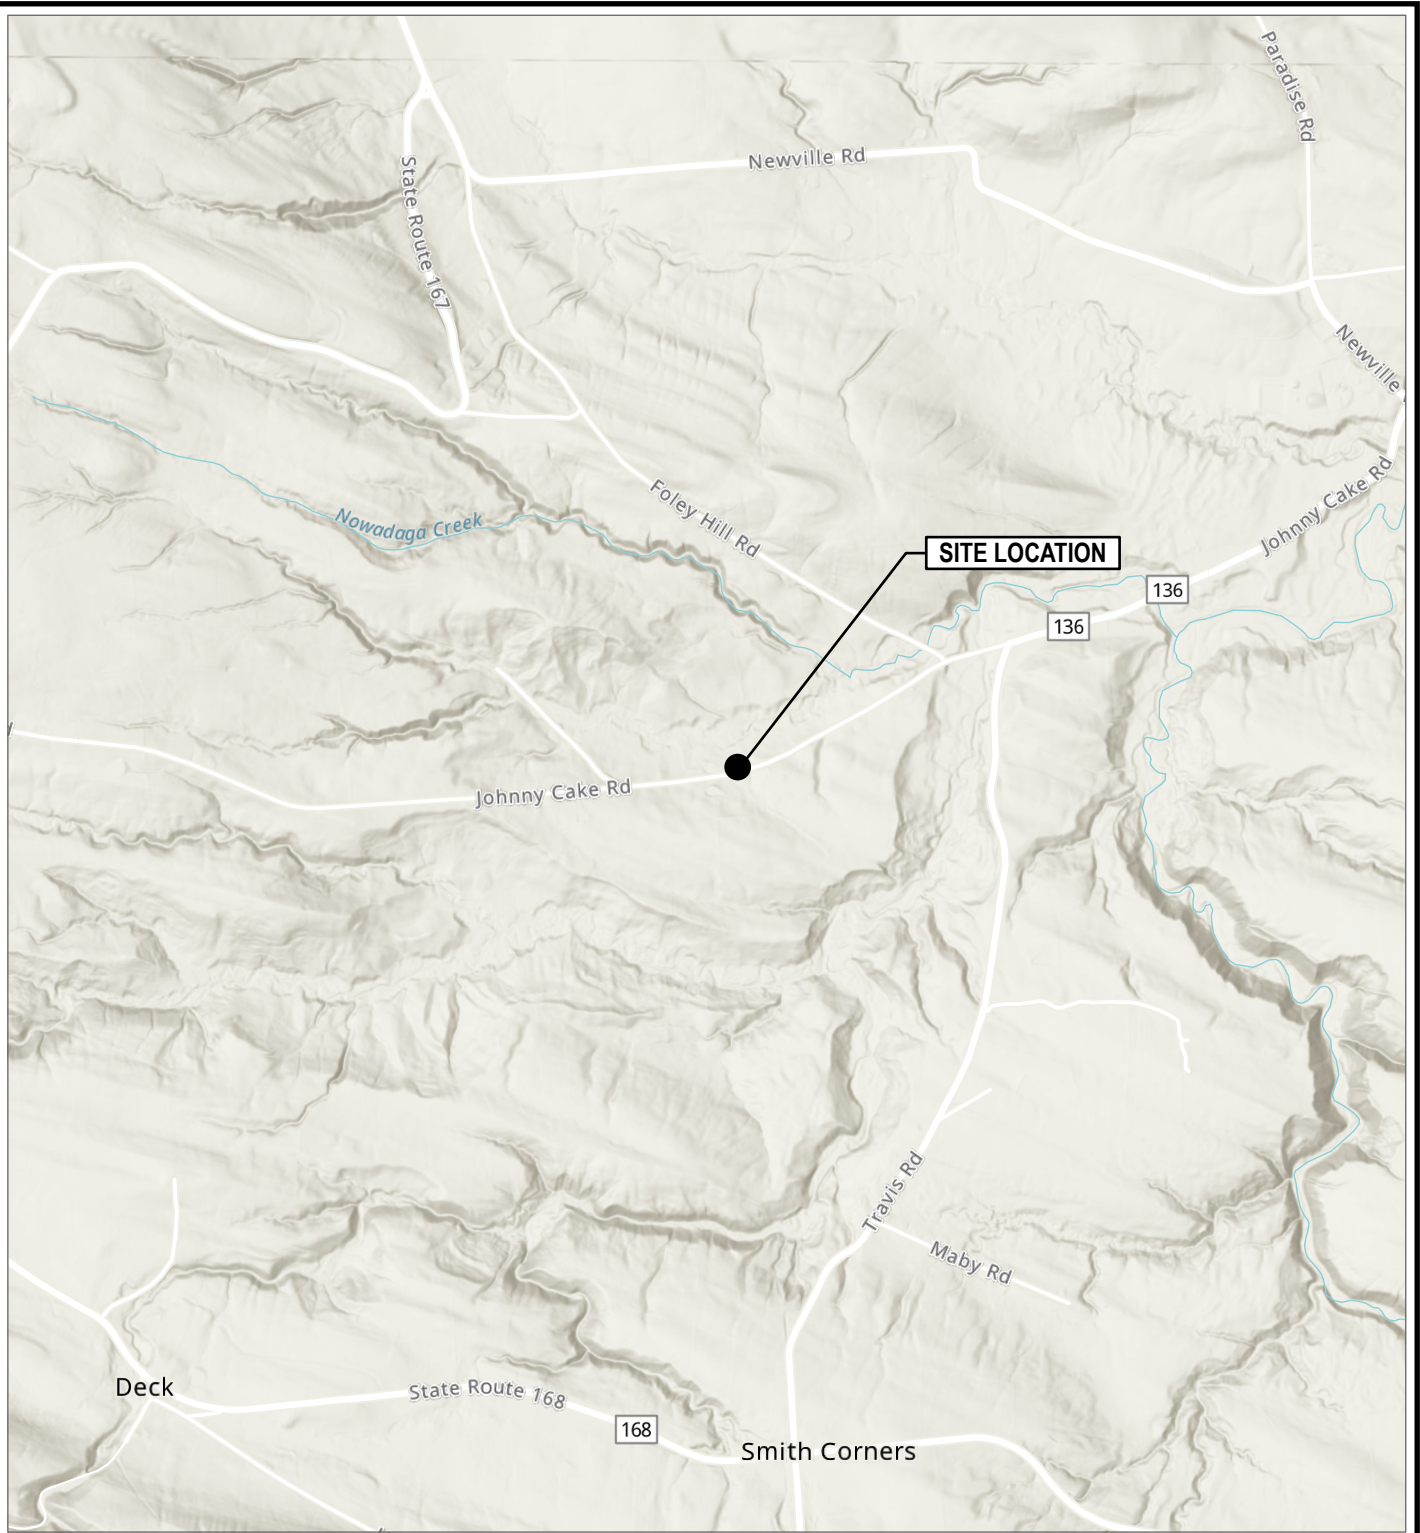 Paradise Rd
Newville Rd
State Route 167
Newville
Johnny Cake Rd
Foley Hill Rd
Nowadaga Creek
SITE LOCATION
136
136
Johnny Cake Rd
Travis Rd
Maby Rd
Deck
State Route 168
168
Smith Corners